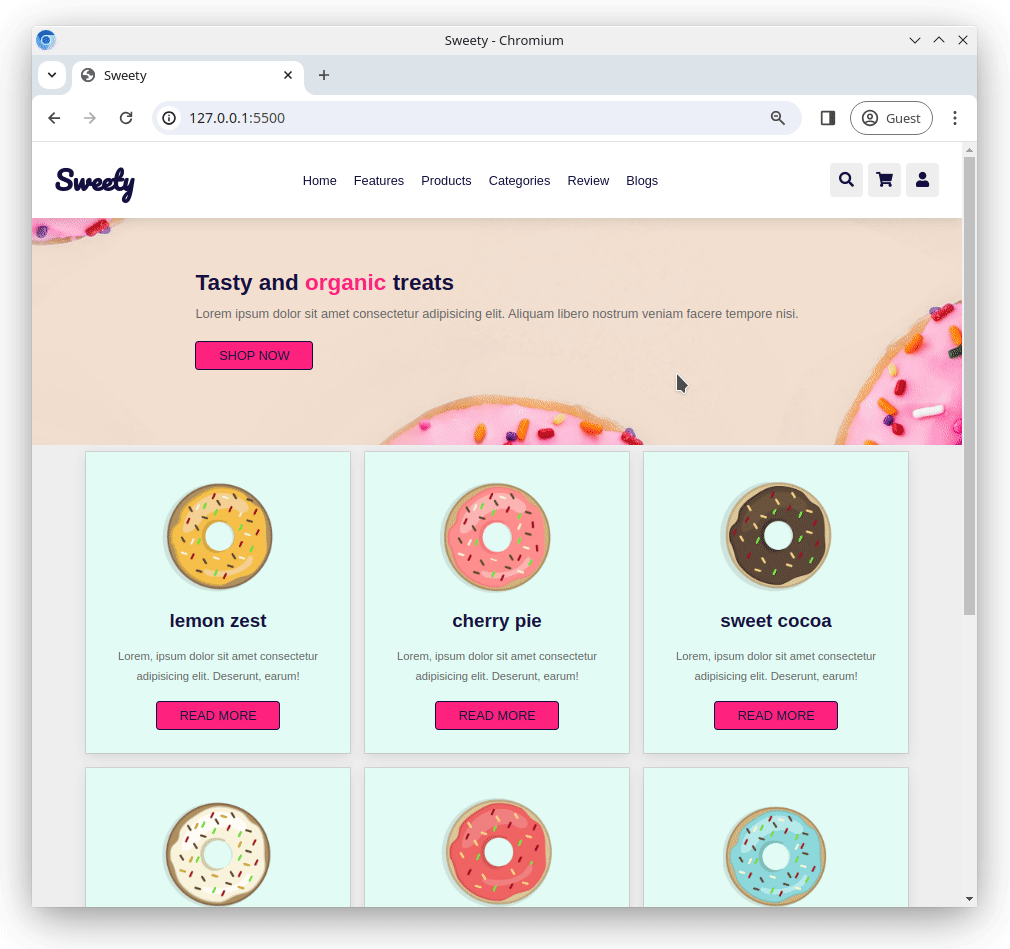 Sweety - Chromium
Sweety
127.0.0.1:5500
Guest
Sweety
Home Features Products Categories Review Blogs
Tasty and organic treats
Lorem ipsum dolor sit amet consectetur adipisicing elit. Aliquam libero nostrum veniam facere tempore nisi.
SHOP NOW
lemon zest
Lorem, ipsum dolor sit amet consectetur
adipisicing elit. Deserunt, earum!
READ MORE
cherry pie
Lorem, ipsum dolor sit amet consectetur
adipisicing elit. Deserunt, earum!
READ MORE
sweet cocoa
Lorem, ipsum dolor sit amet consectetur
adipisicing elit. Deserunt, earum!
READ MORE